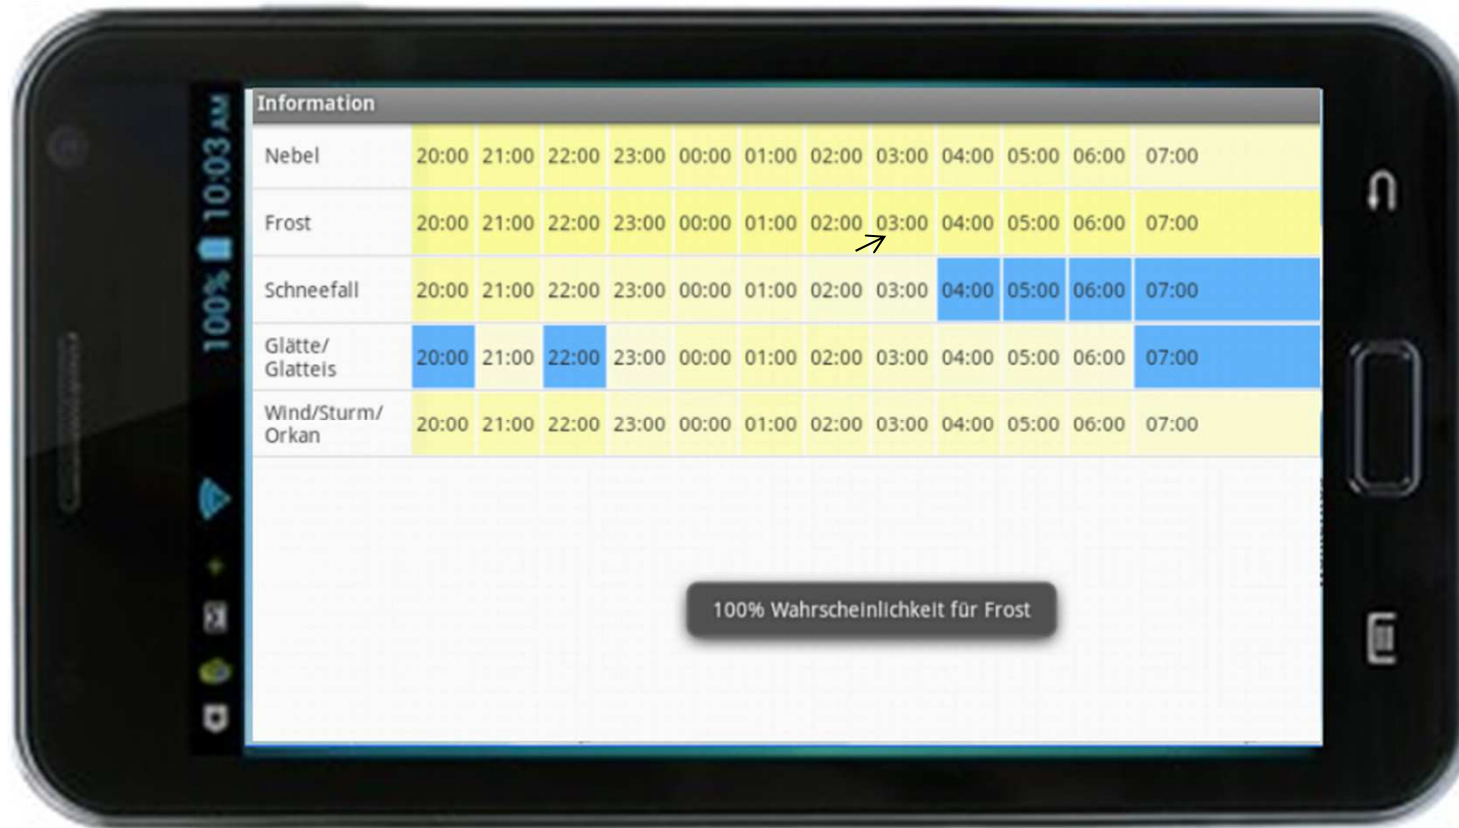 100% 10:03 AM
Information
Nebel 20:00 21:00 22:00 23:00 00:00 01:00 02:00 03:00 04:00 05:00 06:00 07:00
Frost 20:00 21:00 22:00 23:00 00:00 01:00 02:00 03:00 04:00 05:00 06:00 07:00
Schneefall 20:00 21:00 22:00 23:00 00:00 01:00 02:00 03:00 04:00 05:00 06:00 07:00
Glätte/
Glatteis 20:00 21:00 22:00 23:00 00:00 01:00 02:00 03:00 04:00 05:00 06:00 07:00
Wind/Sturm/
Orkan 20:00 21:00 22:00 23:00 00:00 01:00 02:00 03:00 04:00 05:00 06:00 07:00
100% Wahrscheinlichkeit für Frost